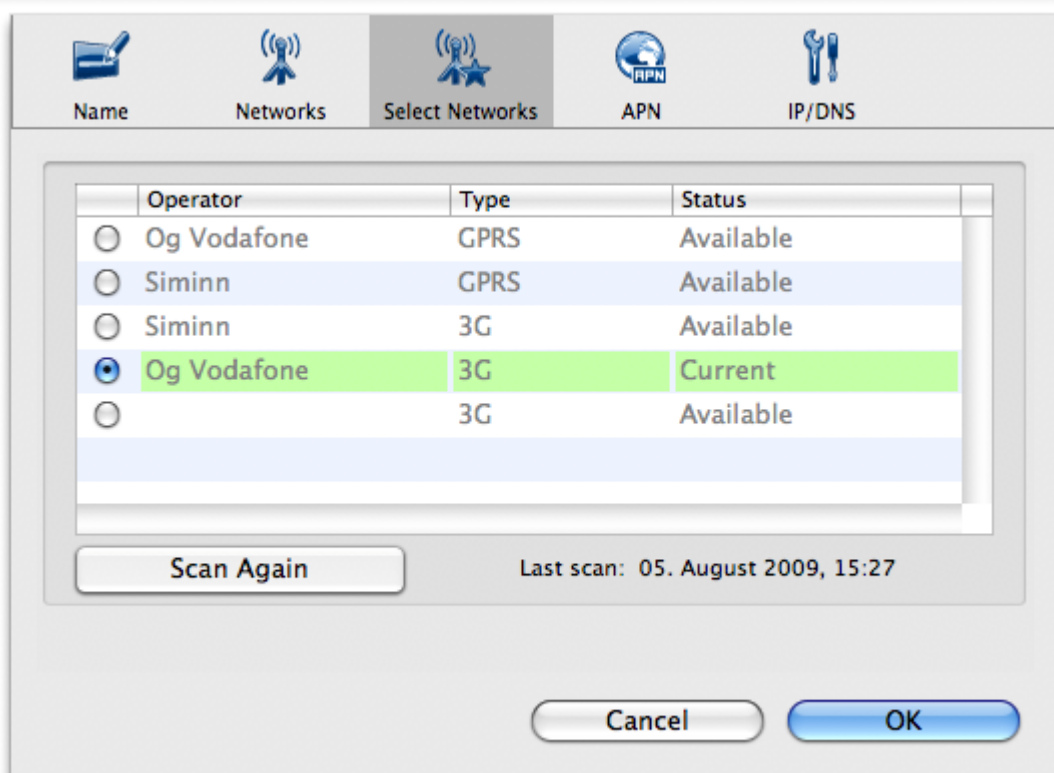 APN
Name Networks Select Networks APN IP/DNS
Operator Type Status
Og Vodafone GPRS Available
Siminn GPRS Available
Siminn 3G Available
Og Vodafone 3G Current
3G Available
Scan Again Last scan: 05. August 2009, 15:27
Cancel OK